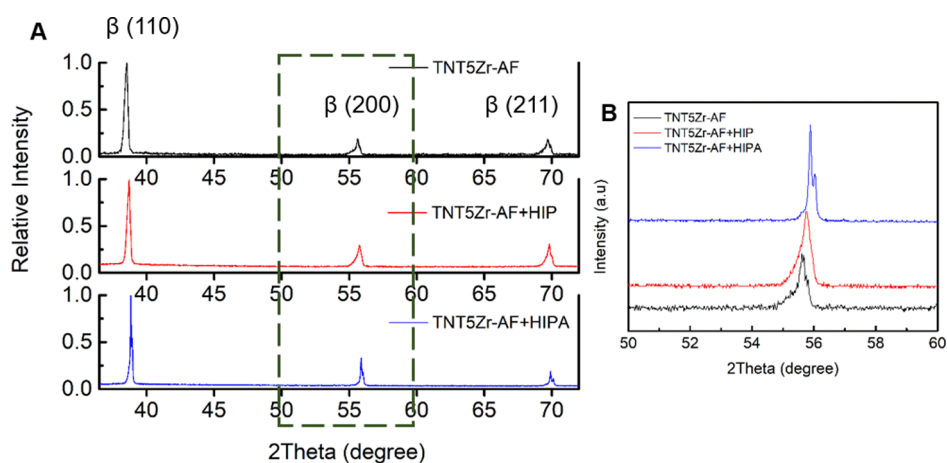 A
β (110)
Relative Intensity
1.0
0.5
0.0
TNT5Zr-AF
β (200)
β (211)
40 45 50 55 60 65 70
1.0
0.5
0.0
TNT5Zr-AF+HIP
40 45 50 55 60 65 70
1.0
0.5
0.0
TNT5Zr-AF+HIPA
40 45 50 55 60 65 70
2Theta (degree)
B
TNT5Zr-AF
TNT5Zr-AF+HIP
TNT5Zr-AF+HIPA
Intensity (a.u)
50 52 54 56 58 60
2Theta (degree)